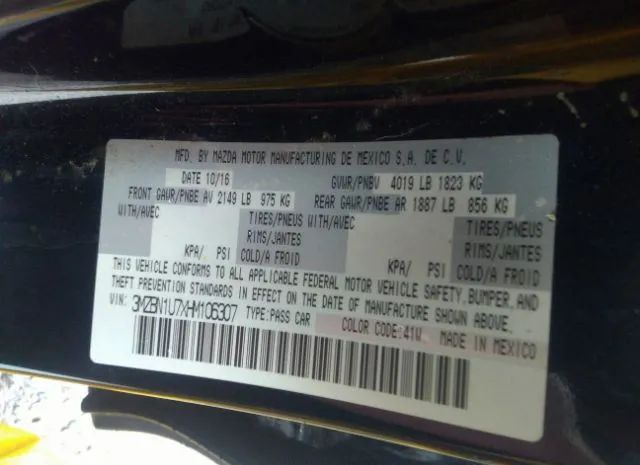 MFD. BY MAZDA MOTOR MANUFACTURING DE MEXICO S.A. DE C.V.
DATE 10/16 GVWR/PNBV 4019 LB 1823 KG
FRONT GAWR/PNBE AV 2149 LB 975 KG REAR GAWR/PNBE AR 1887 LB 856 KG
WITH/AVEC TIRES/PNEUS WITH/AVEC TIRES/PNEUS
RIMS/JANTES RIMS/JANTES
KPA/ PSI COLD/A FROID KPA/ PSI COLD/A FROID
THIS VEHICLE CONFORMS TO ALL APPLICABLE FEDERAL MOTOR VEHICLE SAFETY, BUMPER, AND
THEFT PREVENTION STANDARDS IN EFFECT ON THE DATE OF MANUFACTURE SHOWN ABOVE.
VIN: 3MZBN1U7XHM106307 TYPE:PASS CAR
COLOR CODE:41W MADE IN MEXICO